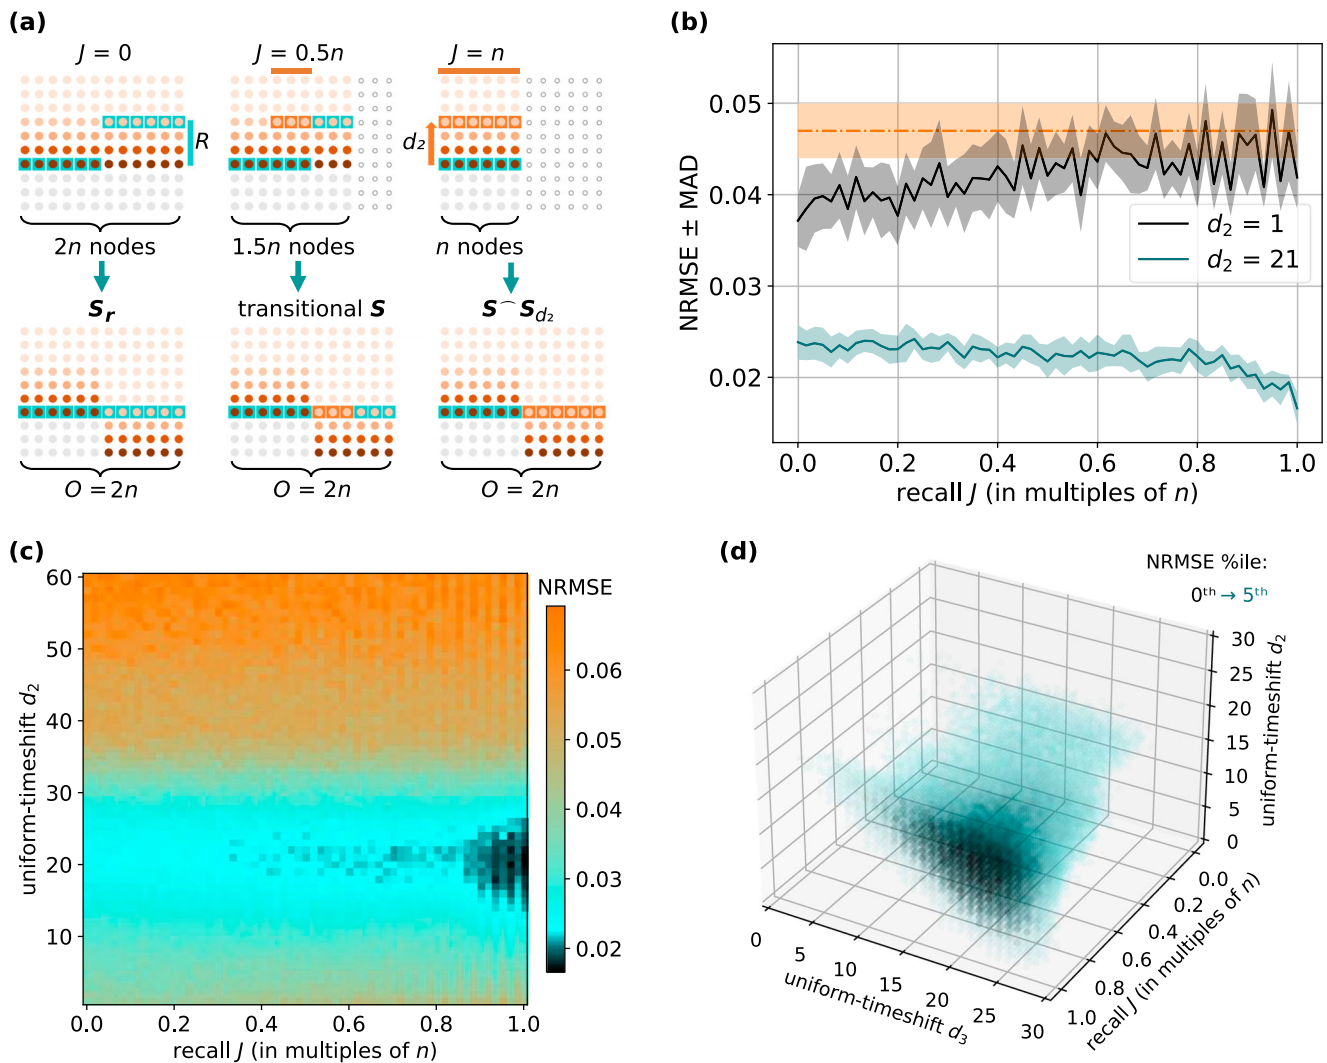 (a)
J = 0
J = 0.5n
J = n
R
d₂
2n nodes
1.5n nodes
n nodes
Sᵣ
transitional S
S⁀S_d₂
O = 2n
O = 2n
O = 2n
(b)
NRMSE ± MAD
0.05
0.04
0.03
0.02
d₂ = 1
d₂ = 21
0.0
0.2
0.4
0.6
0.8
1.0
recall J (in multiples of n)
(c)
NRMSE
uniform-timeshift d₂
60
50
40
30
20
10
0.06
0.05
0.04
0.03
0.02
0.0
0.2
0.4
0.6
0.8
1.0
recall J (in multiples of n)
(d)
NRMSE %ile:
0ᵗʰ → 5ᵗʰ
30
25
20
15
10
5
0
uniform-timeshift d₂
0.0
0.2
0.4
0.6
0.8
1.0
recall J (in multiples of n)
0
5
10
15
20
25
30
uniform-timeshift d₃